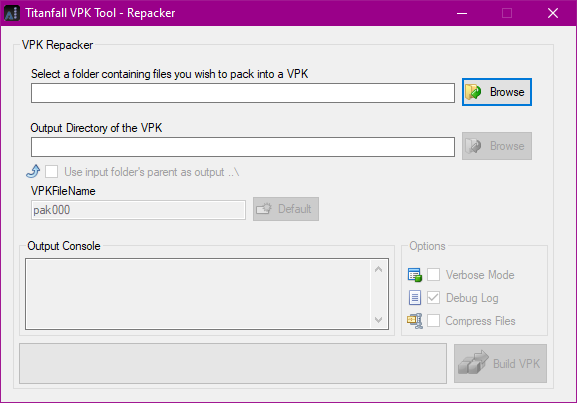 Titanfall VPK Tool - Repacker
VPK Repacker
Select a folder containing files you wish to pack into a VPK
Browse
Output Directory of the VPK
Browse
Use input folder's parent as output ..\
VPKFileName
pak000
Default
Output Console
Options
Verbose Mode
Debug Log
Compress Files
Build VPK